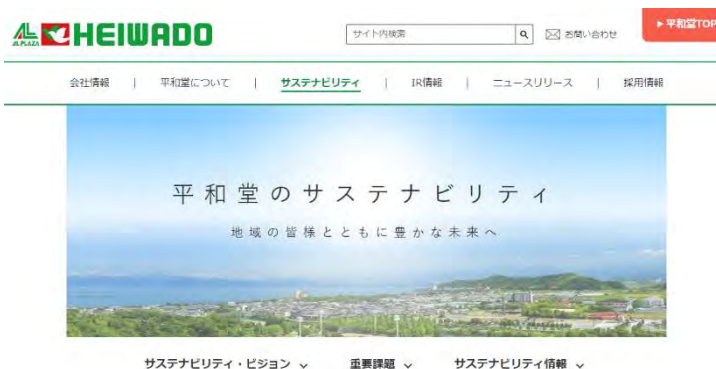 AL
AL.PLAZA
HEIWADO
サイト内検索
お問い合わせ
▶平和堂TOP
会社情報 | 平和堂について | サステナビリティ | IR情報 | ニュースリリース | 採用情報
平和堂のサステナビリティ
地域の皆様とともに豊かな未来へ
サステナビリティ・ビジョン ∨ 重要課題 ∨ サステナビリティ情報 ∨